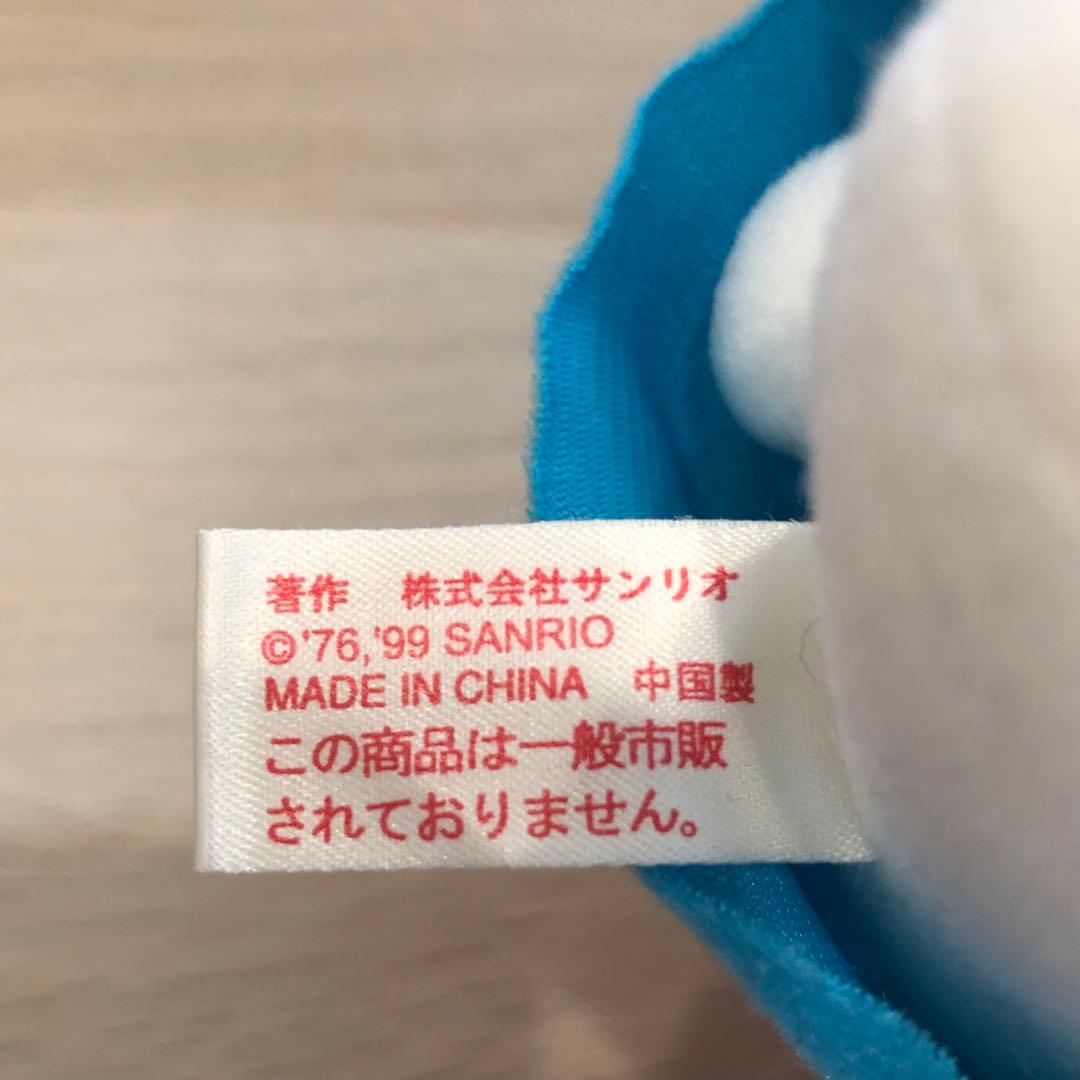 著作　株式会社サンリオ
©'76,'99 SANRIO
MADE IN CHINA　中国製
この商品は一般市販
されておりません。